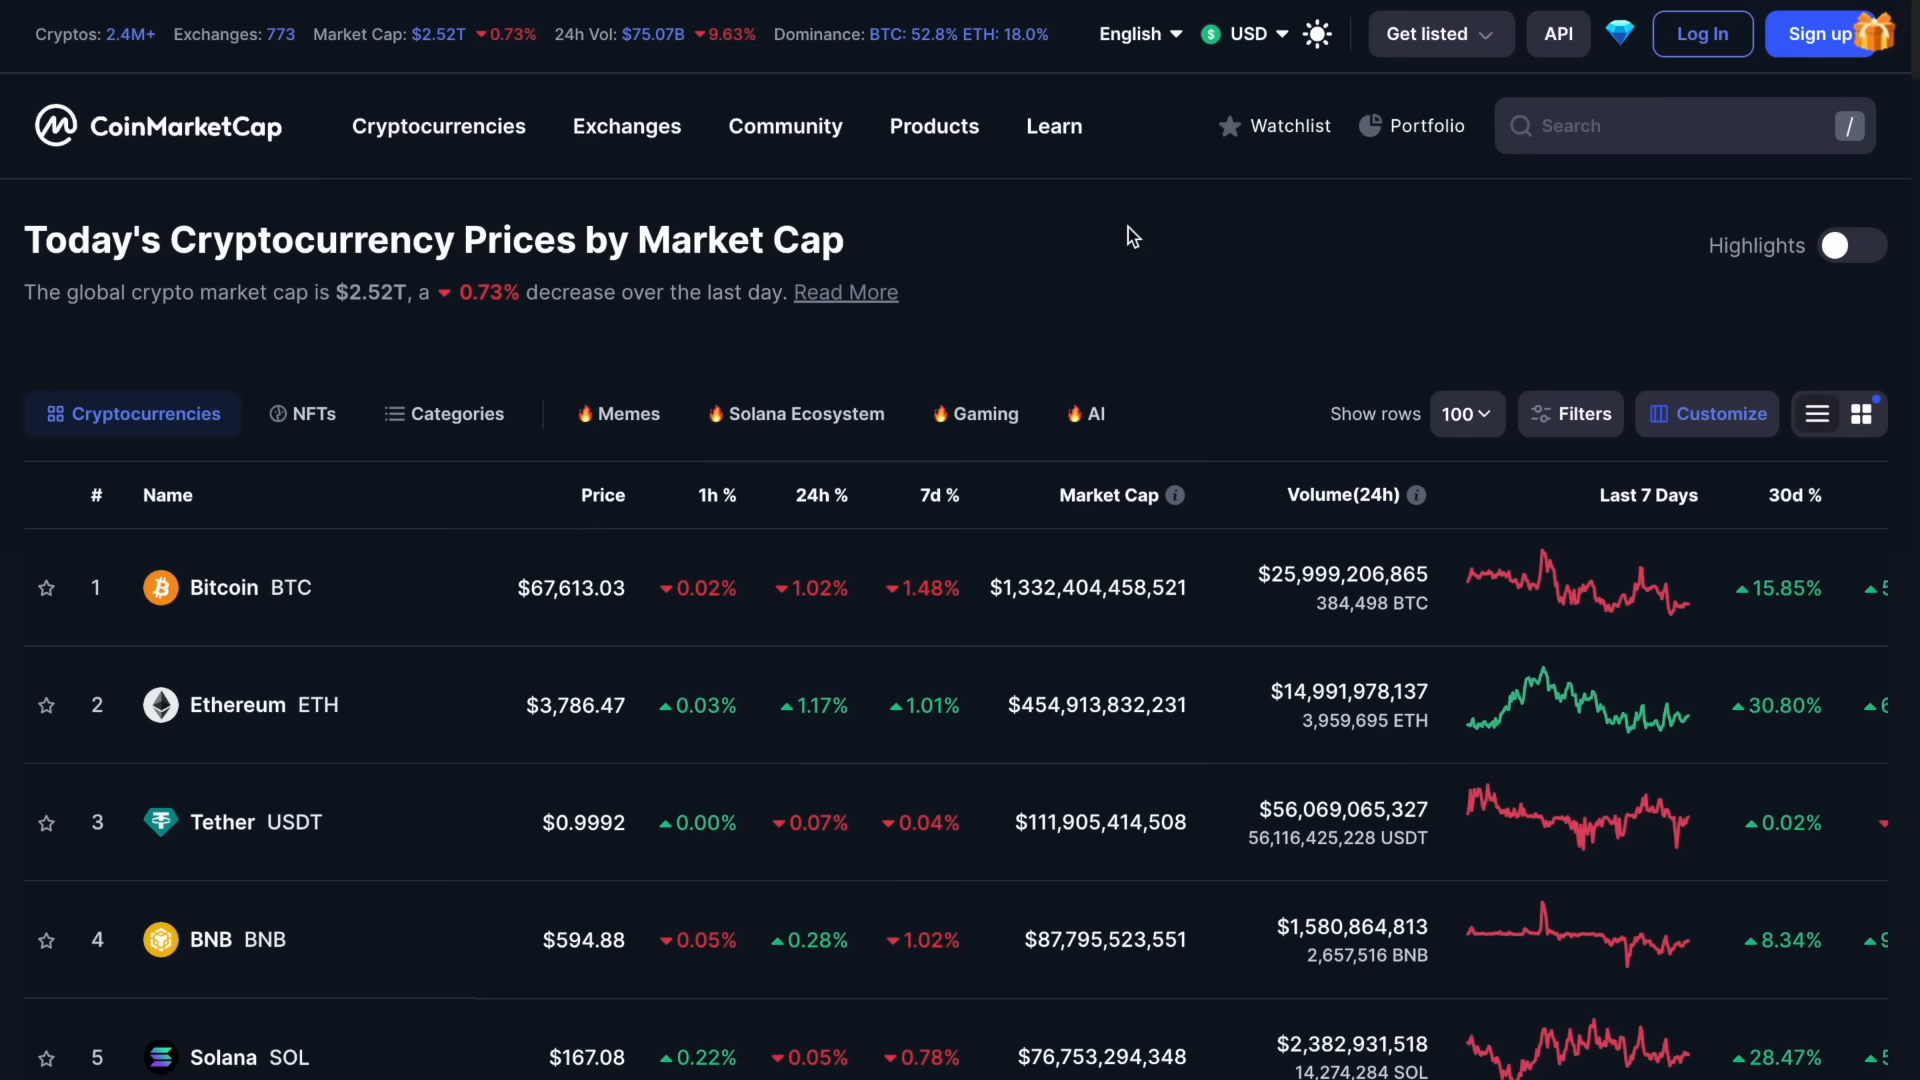 Cryptos: 2.4M+ Exchanges: 773 Market Cap: $2.52T 0.73% 24h Vol: $75.07B 9.63% Dominance: BTC: 52.8% ETH: 18.0% English USD Get listed API Log In Sign up
CoinMarketCap Cryptocurrencies Exchanges Community Products Learn Watchlist Portfolio Search /
Today's Cryptocurrency Prices by Market Cap Highlights
The global crypto market cap is $2.52T, a 0.73% decrease over the last day. Read More
Cryptocurrencies NFTs Categories Memes Solana Ecosystem Gaming AI Show rows 100 Filters Customize
# Name Price 1h % 24h % 7d % Market Cap Volume(24h) Last 7 Days 30d %
1 Bitcoin BTC $67,613.03 0.02% 1.02% 1.48% $1,332,404,458,521 $25,999,206,865 15.85%
384,498 BTC
2 Ethereum ETH $3,786.47 0.03% 1.17% 1.01% $454,913,832,231 $14,991,978,137 30.80%
3,959,695 ETH
3 Tether USDT $0.9992 0.00% 0.07% 0.04% $111,905,414,508 $56,069,065,327 0.02%
56,116,425,228 USDT
4 BNB BNB $594.88 0.05% 0.28% 1.02% $87,795,523,551 $1,580,864,813 8.34%
2,657,516 BNB
5 Solana SOL $167.08 0.22% 0.05% 0.78% $76,753,294,348 $2,382,931,518 28.47%
14,274,284 SOL